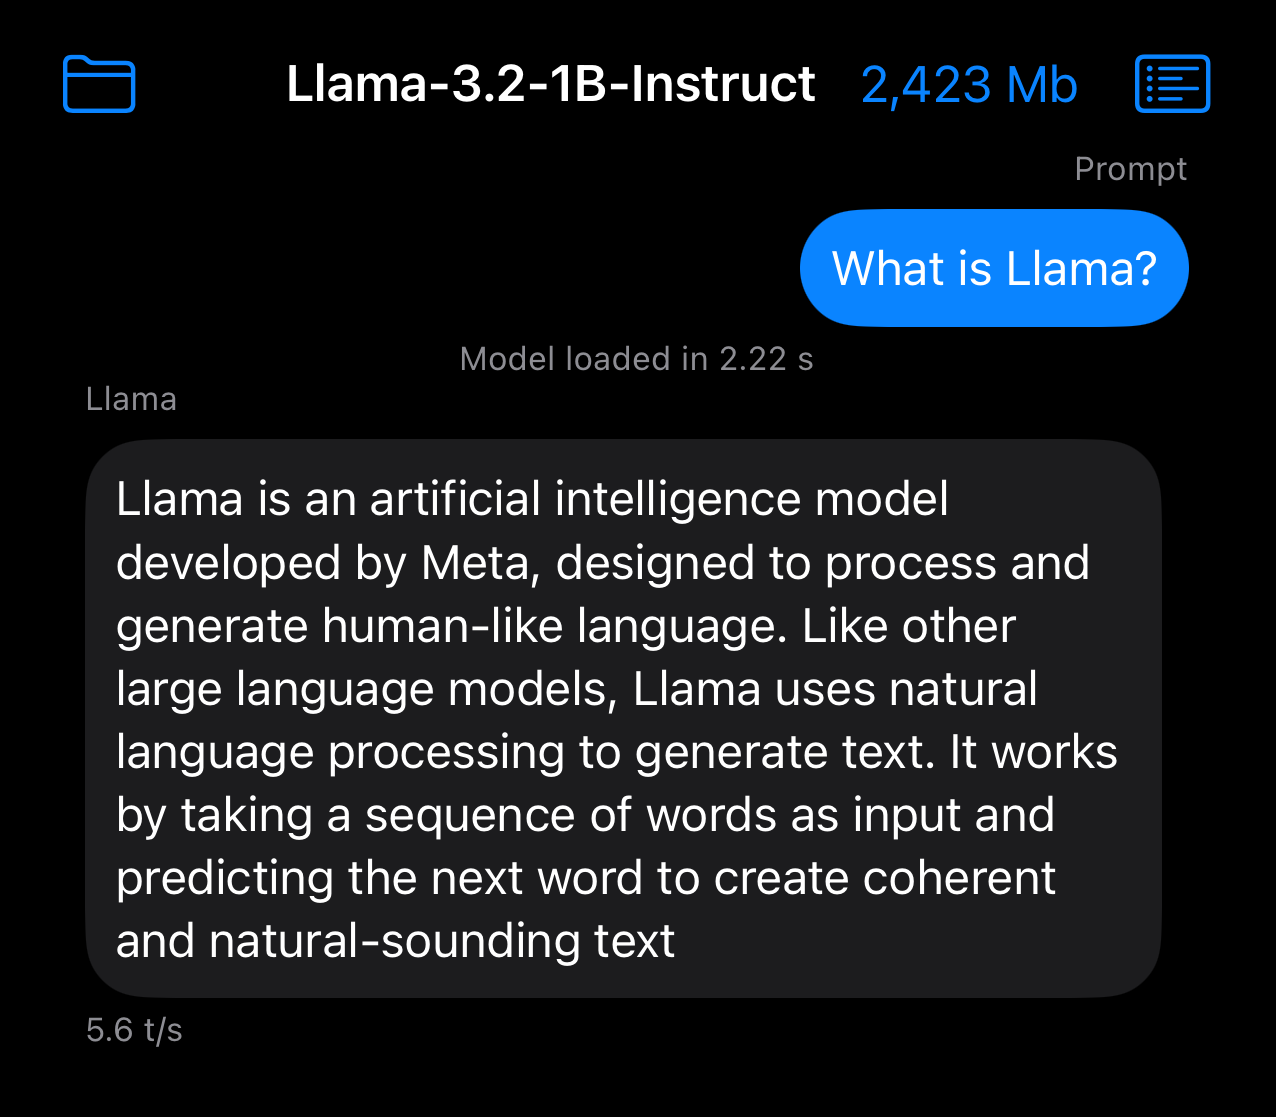 Llama-3.2-1B-Instruct 2,423 Mb
Prompt
What is Llama?
Model loaded in 2.22 s
Llama
Llama is an artificial intelligence model
developed by Meta, designed to process and
generate human-like language. Like other
large language models, Llama uses natural
language processing to generate text. It works
by taking a sequence of words as input and
predicting the next word to create coherent
and natural-sounding text
5.6 t/s